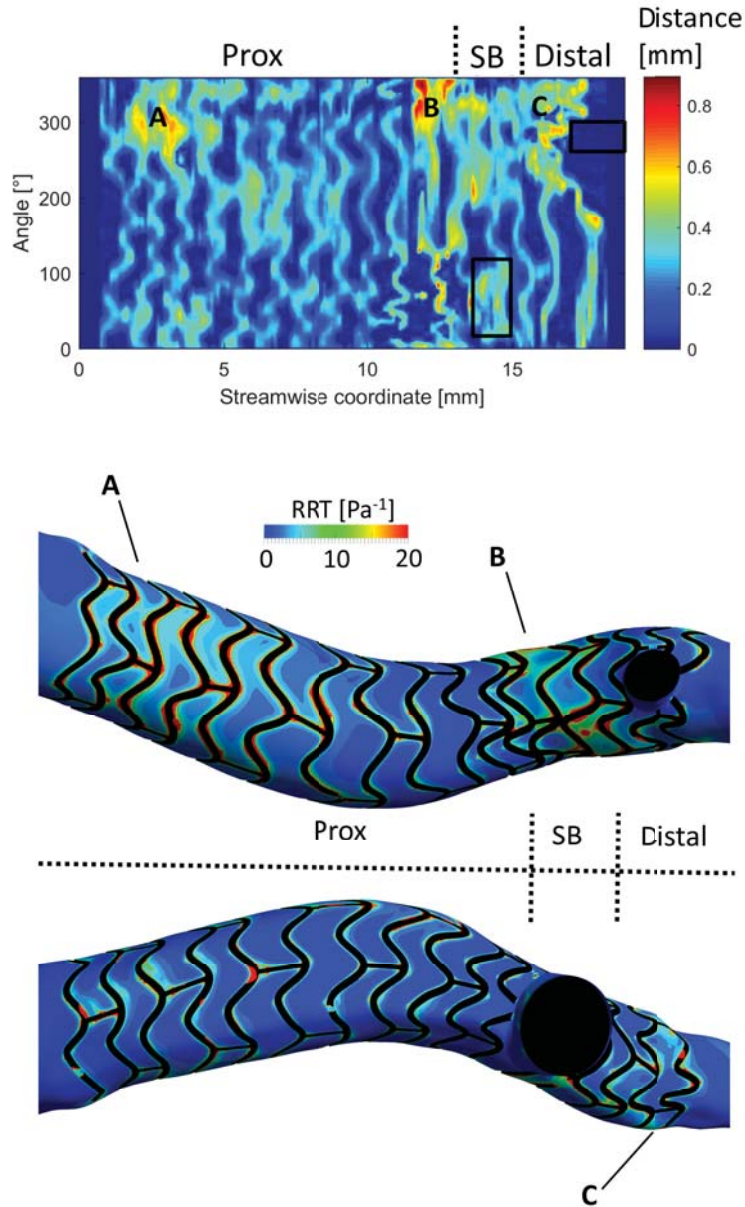 Distance
[mm]
Prox
SB
Distal
A
B
C
0.8
0.6
0.4
0.2
0
300
200
100
0
Angle [°]
0
5
10
15
Streamwise coordinate [mm]
A
RRT [Pa⁻¹]
0
10
20
B
Prox
SB
Distal
C